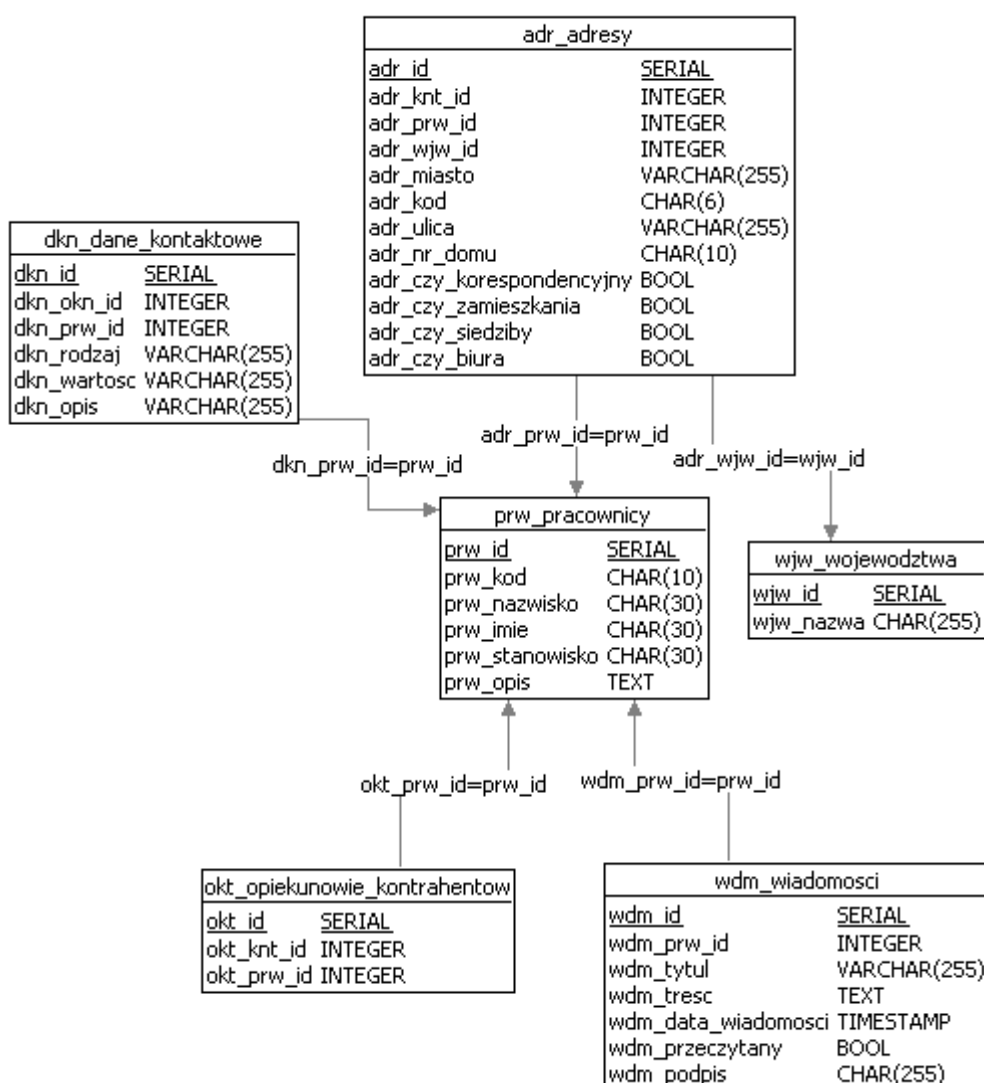 adr_adresy
adr_id SERIAL
adr_knt_id INTEGER
adr_prw_id INTEGER
adr_wjw_id INTEGER
adr_miasto VARCHAR(255)
adr_kod CHAR(6)
adr_ulica VARCHAR(255)
adr_nr_domu CHAR(10)
adr_czy_korespondencyjny BOOL
adr_czy_zamieszkania BOOL
adr_czy_siedziby BOOL
adr_czy_biura BOOL
dkn_dane_kontaktowe
dkn_id SERIAL
dkn_okn_id INTEGER
dkn_prw_id INTEGER
dkn_rodzaj VARCHAR(255)
dkn_wartosc VARCHAR(255)
dkn_opis VARCHAR(255)
adr_prw_id=prw_id
dkn_prw_id=prw_id
adr_wjw_id=wjw_id
prw_pracownicy
prw_id SERIAL
prw_kod CHAR(10)
prw_nazwisko CHAR(30)
prw_imie CHAR(30)
prw_stanowisko CHAR(30)
prw_opis TEXT
wjw_wojewodztwa
wjw_id SERIAL
wjw_nazwa CHAR(255)
okt_prw_id=prw_id
wdm_prw_id=prw_id
okt_opiekunowie_kontrahentow
okt_id SERIAL
okt_knt_id INTEGER
okt_prw_id INTEGER
wdm_wiadomosci
wdm_id SERIAL
wdm_prw_id INTEGER
wdm_tytul VARCHAR(255)
wdm_tresc TEXT
wdm_data_wiadomosci TIMESTAMP
wdm_przeczytany BOOL
wdm_podpis CHAR(255)